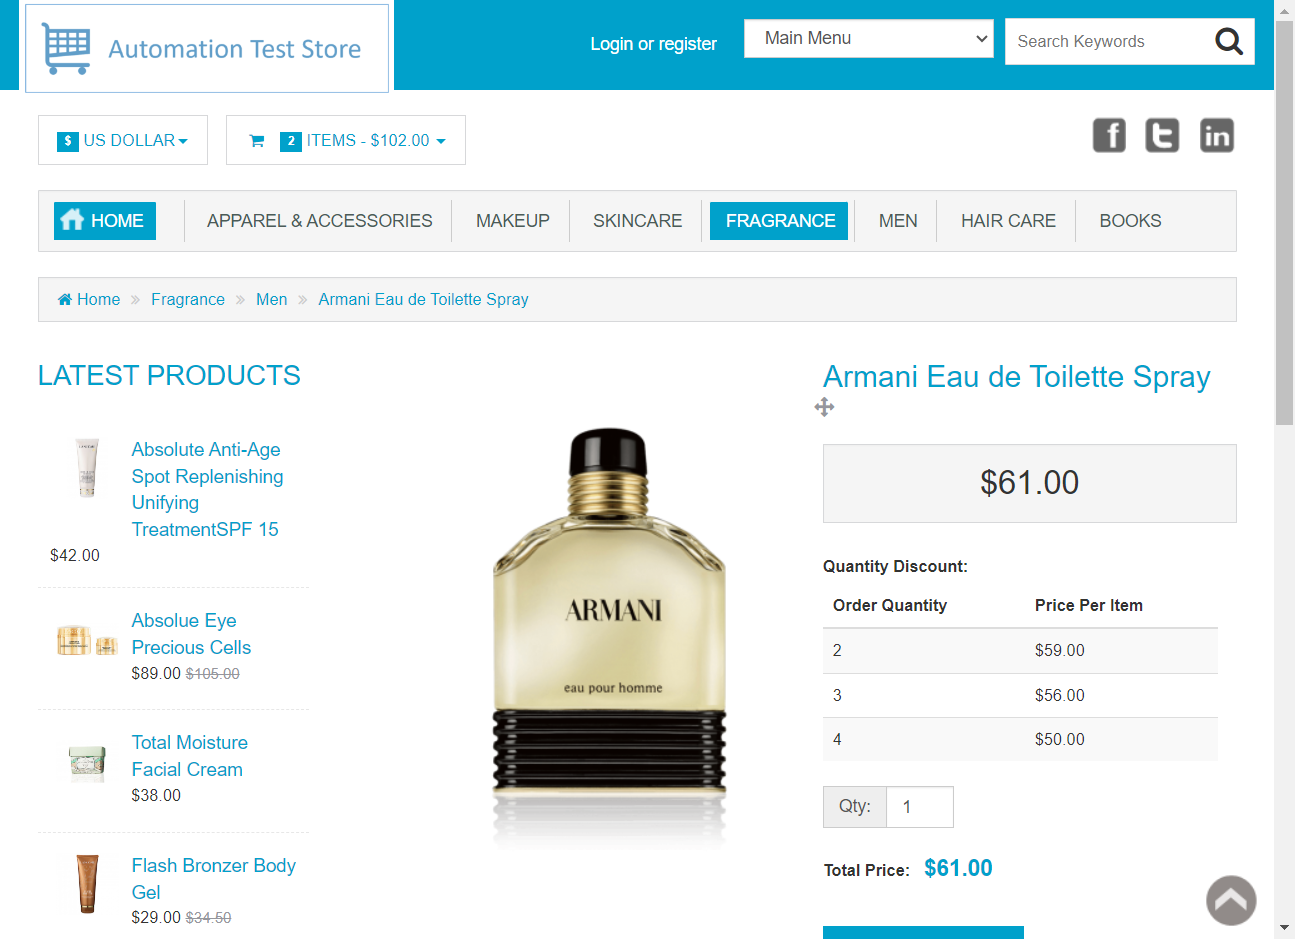 Automation Test Store
Login or register
Main Menu
Search Keywords
$ US DOLLAR
2 ITEMS - $102.00
f t in
HOME
APPAREL & ACCESSORIES
MAKEUP
SKINCARE
FRAGRANCE
MEN
HAIR CARE
BOOKS
Home » Fragrance » Men » Armani Eau de Toilette Spray
LATEST PRODUCTS
Absolute Anti-Age
Spot Replenishing
Unifying
TreatmentSPF 15
$42.00
Absolue Eye
Precious Cells
$89.00 $105.00
Total Moisture
Facial Cream
$38.00
Flash Bronzer Body
Gel
$29.00 $34.50
ARMANI
eau pour homme
Armani Eau de Toilette Spray
$61.00
Quantity Discount:
Order Quantity Price Per Item
2 $59.00
3 $56.00
4 $50.00
Qty: 1
Total Price: $61.00